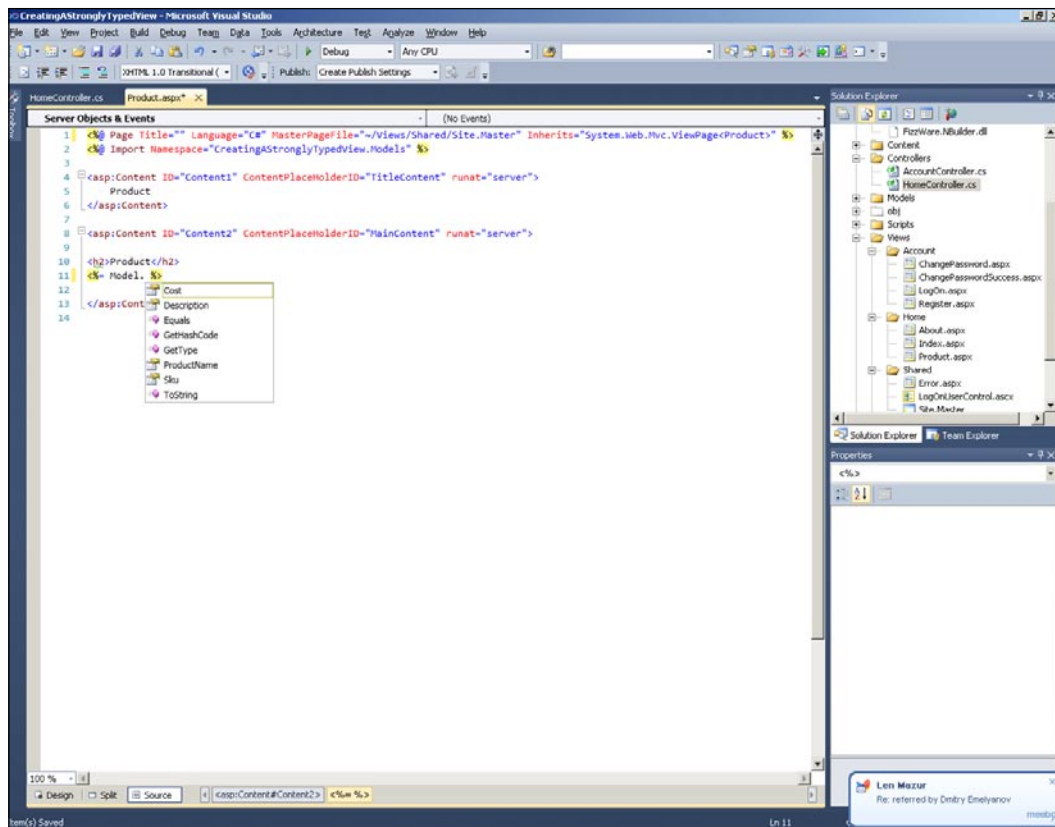 CreatingAStronglyTypedView - Microsoft Visual Studio
File Edit View Project Build Debug Team Data Tools Architecture Test Analyze Window Help
Debug Any CPU
XHTML 1.0 Transitional ( Publish: Create Publish Settings
Toolbox
HomeController.cs Product.aspx*
Server Objects & Events (No Events)
1 <%@ Page Title="" Language="C#" MasterPageFile="~/Views/Shared/Site.Master" Inherits="System.Web.Mvc.ViewPage<Product>" %>
2 <%@ Import Namespace="CreatingAStronglyTypedView.Models" %>
3
4 <asp:Content ID="Content1" ContentPlaceHolderID="TitleContent" runat="server">
5 Product
6 </asp:Content>
7
8 <asp:Content ID="Content2" ContentPlaceHolderID="MainContent" runat="server">
9
10 <h2>Product</h2>
11 <%= Model. %>
12 Cost
13 </asp:Cont Description
14 Equals
GetHashCode
GetType
ProductName
Sku
ToString
100 %
Design Split Source <asp:Content#Content2> <%= %>
Item(s) Saved Ln 11
Solution Explorer
FizzWare.NBuilder.dll
Content
Controllers
AccountController.cs
HomeController.cs
Models
obj
Scripts
Views
Account
ChangePassword.aspx
ChangePasswordSuccess.aspx
LogOn.aspx
Register.aspx
Home
About.aspx
Index.aspx
Product.aspx
Shared
Error.aspx
LogOnUserControl.ascx
Site.Master
Solution Explorer Team Explorer
Properties
<%>
Len Mazur
Re: referred by Dmitry Emelyanov
meebo